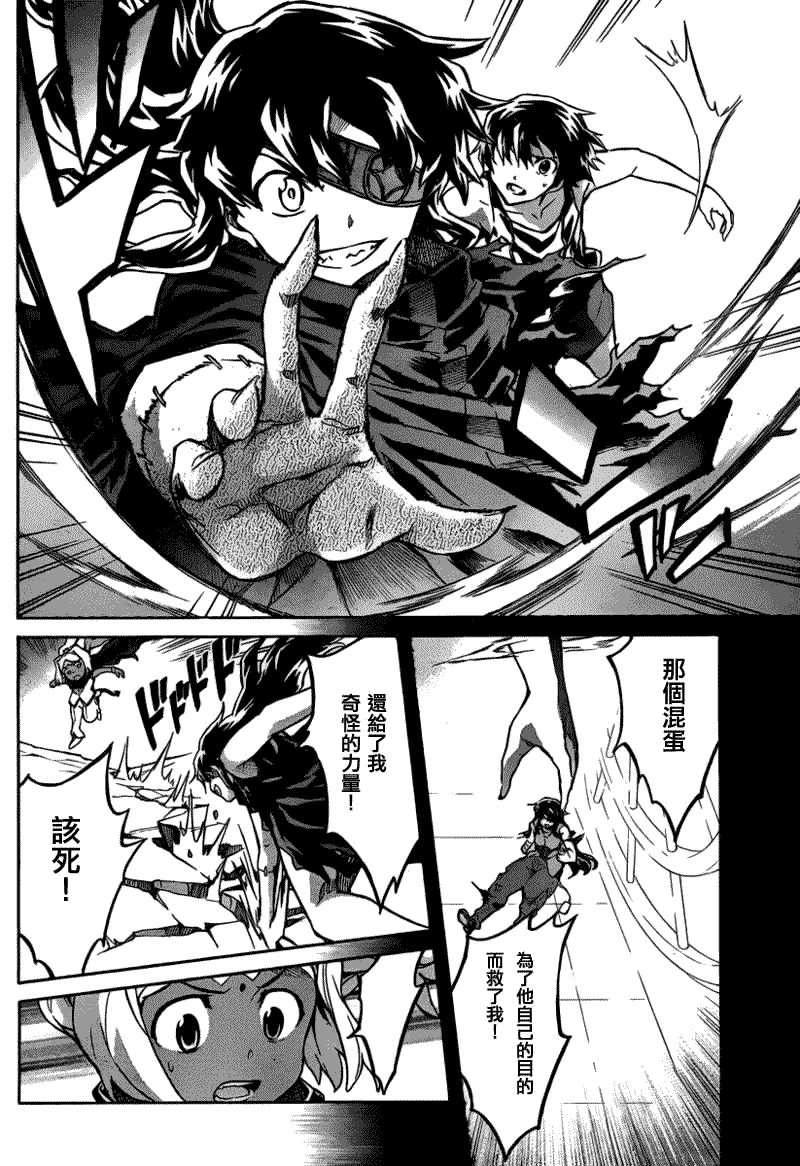 那個混蛋
為了他自己的目的
而救了我！
還給了我
奇怪的力量！
ドドドド
該死！